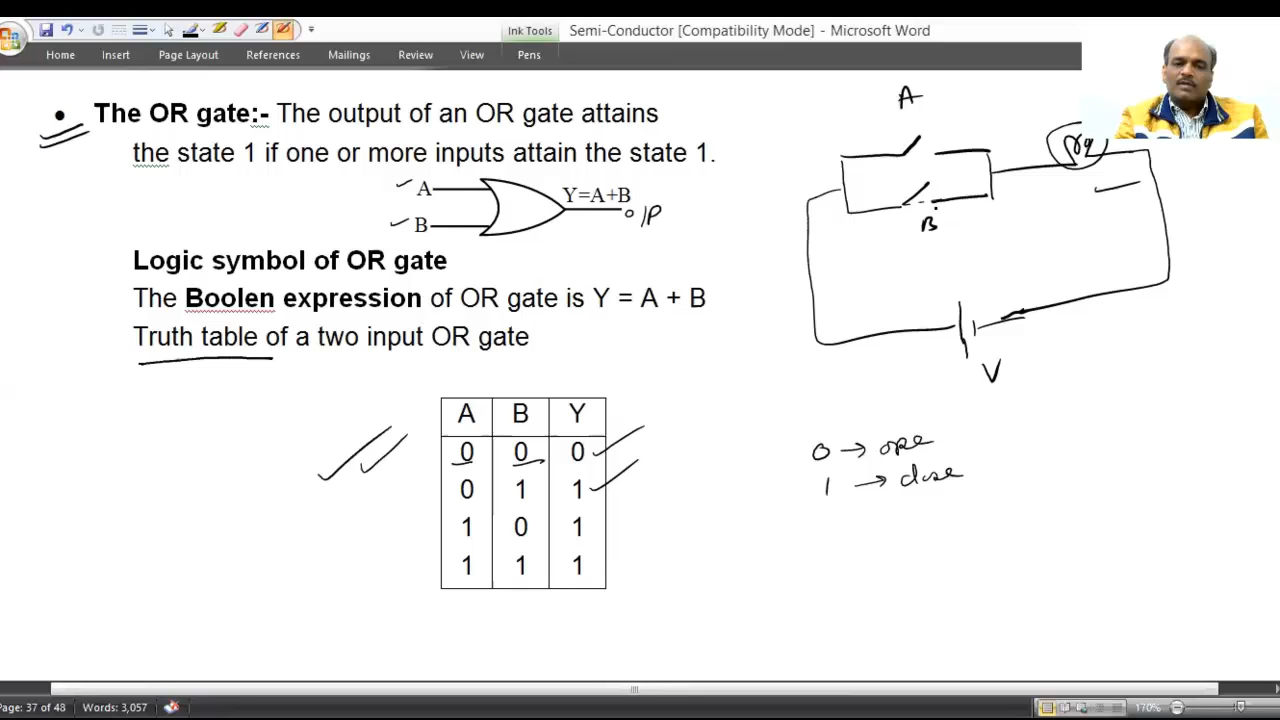 Ink Tools
Semi-Conductor [Compatibility Mode] - Microsoft Word
Home Insert Page Layout References Mailings Review View Pens
• The OR gate:- The output of an OR gate attains
the state 1 if one or more inputs attain the state 1.
A
B
Y=A+B
O/P
Logic symbol of OR gate
The Boolen expression of OR gate is Y = A + B
Truth table of a two input OR gate
A B Y
0 0 0
0 1 1
1 0 1
1 1 1
A
B
V
0 → ope
1 → close
Page: 37 of 48 Words: 3,057 170%